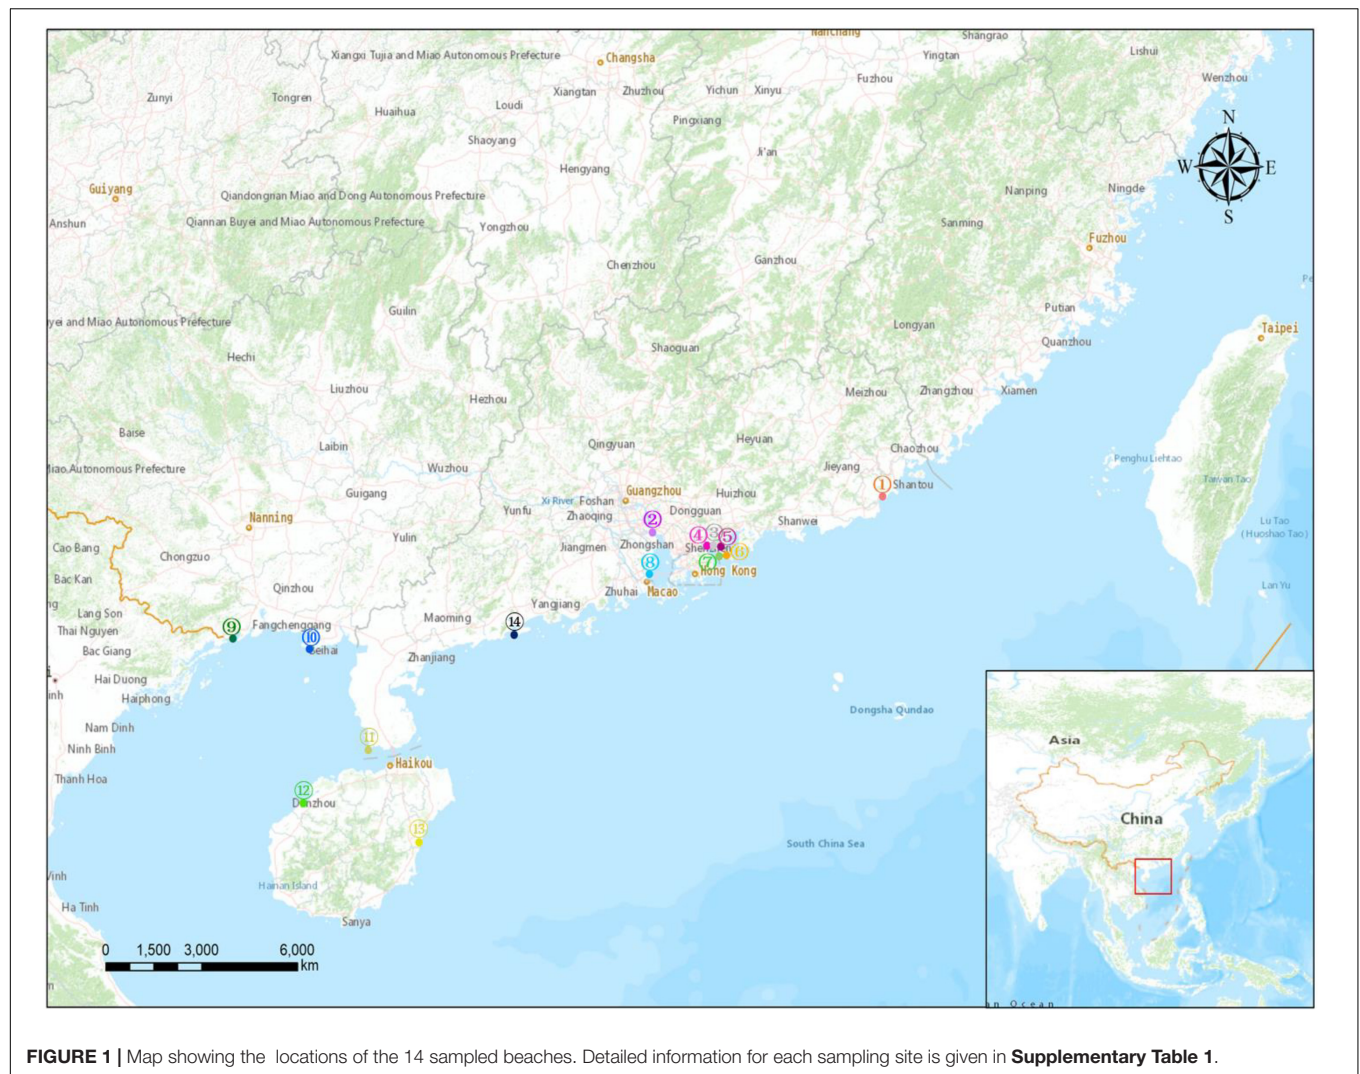 Nanchang
Shangrao
Xiangxi Tujia and Miao Autonomous Prefecture
Changsha
Yingtan
Lishui
Zunyi
Tongren
Xiangtan
Zhuzhou
Yichun
Xinyu
Fuzhou
Wenzhou
Huaihua
Loudi
Pingxiang
N
Shaoyang
Ji'an
W
E
Hengyang
Guiyang
Qiandongnan Miao and Dong Autonomous Prefecture
Nanping
Ningde
S
Anshun
Qiannan Buyei and Miao Autonomous Prefecture
Yongzhou
Sanming
Fuzhou
Chenzhou
Ganzhou
Guilin
Putian
yei and Miao Autonomous Prefecture
Longyan
Taipei
Hechi
Shaoguan
Quanzhou
Liuzhou
Hezhou
Meizhou
Zhangzhou
Xiamen
Baise
Laibin
Qingyuan
Heyuan
Chaozhou
Miao Autonomous Prefecture
Wuzhou
Jieyang
Penghu Liehtao
Taiwan Tao
Guigang
Xi River
Foshan
Guangzhou
Huizhou
① Shantou
Yunfu
Zhaoqing
Dongguan
Shanwei
Lu Tao
(Huoshao Tao)
Nanning
②
Cao Bang
Chongzuo
Yulin
Jiangmen
Zhongshan
④
③
⑤
⑥
⑦
⑧
Hong Kong
Bac Kan
Qinzhou
Zhuhai
Macao
Lan Yu
Lang Son
Yangjiang
Thai Nguyen
⑨
Fangchenggang
Maoming
⑭
Bac Giang
⑩
Beihai
Zhanjiang
Hai Duong
Haiphong
Dongsha Qundao
Nam Dinh
Ninh Binh
⑪
Haikou
Asia
Thanh Hoa
⑫
Danzhou
China
⑬
South China Sea
Vinh
Hainan Island
Ha Tinh
Sanya
0 1,500 3,000 6,000
km
an Ocean
FIGURE 1 | Map showing the locations of the 14 sampled beaches. Detailed information for each sampling site is given in Supplementary Table 1.